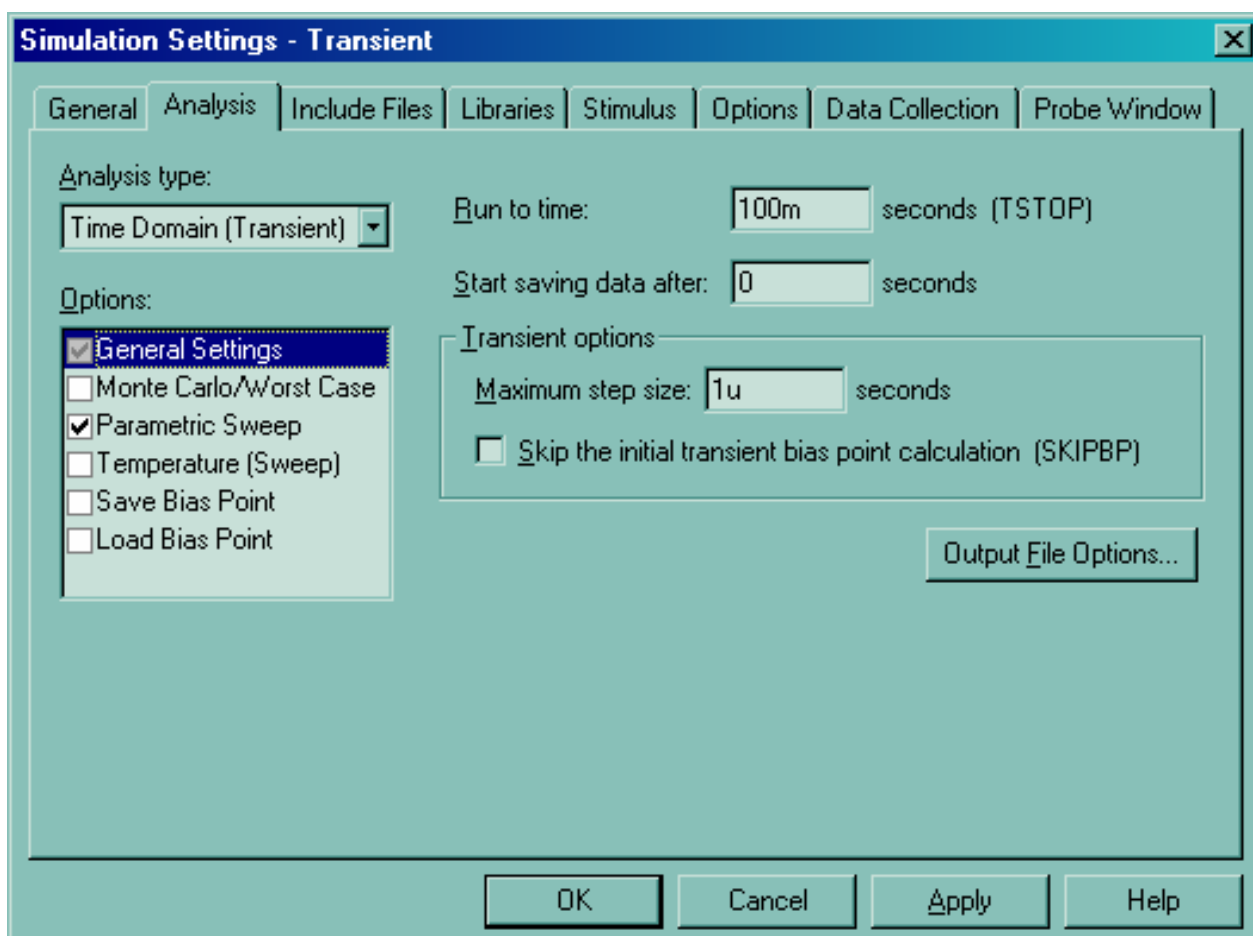 Simulation Settings - Transient
General Analysis Include Files Libraries Stimulus Options Data Collection Probe Window
Analysis type:
Time Domain (Transient)
Options:
General Settings
Monte Carlo/Worst Case
Parametric Sweep
Temperature (Sweep)
Save Bias Point
Load Bias Point
Run to time: 100m seconds (TSTOP)
Start saving data after: 0 seconds
Transient options
Maximum step size: 1u seconds
Skip the initial transient bias point calculation (SKIPBP)
Output File Options...
OK Cancel Apply Help